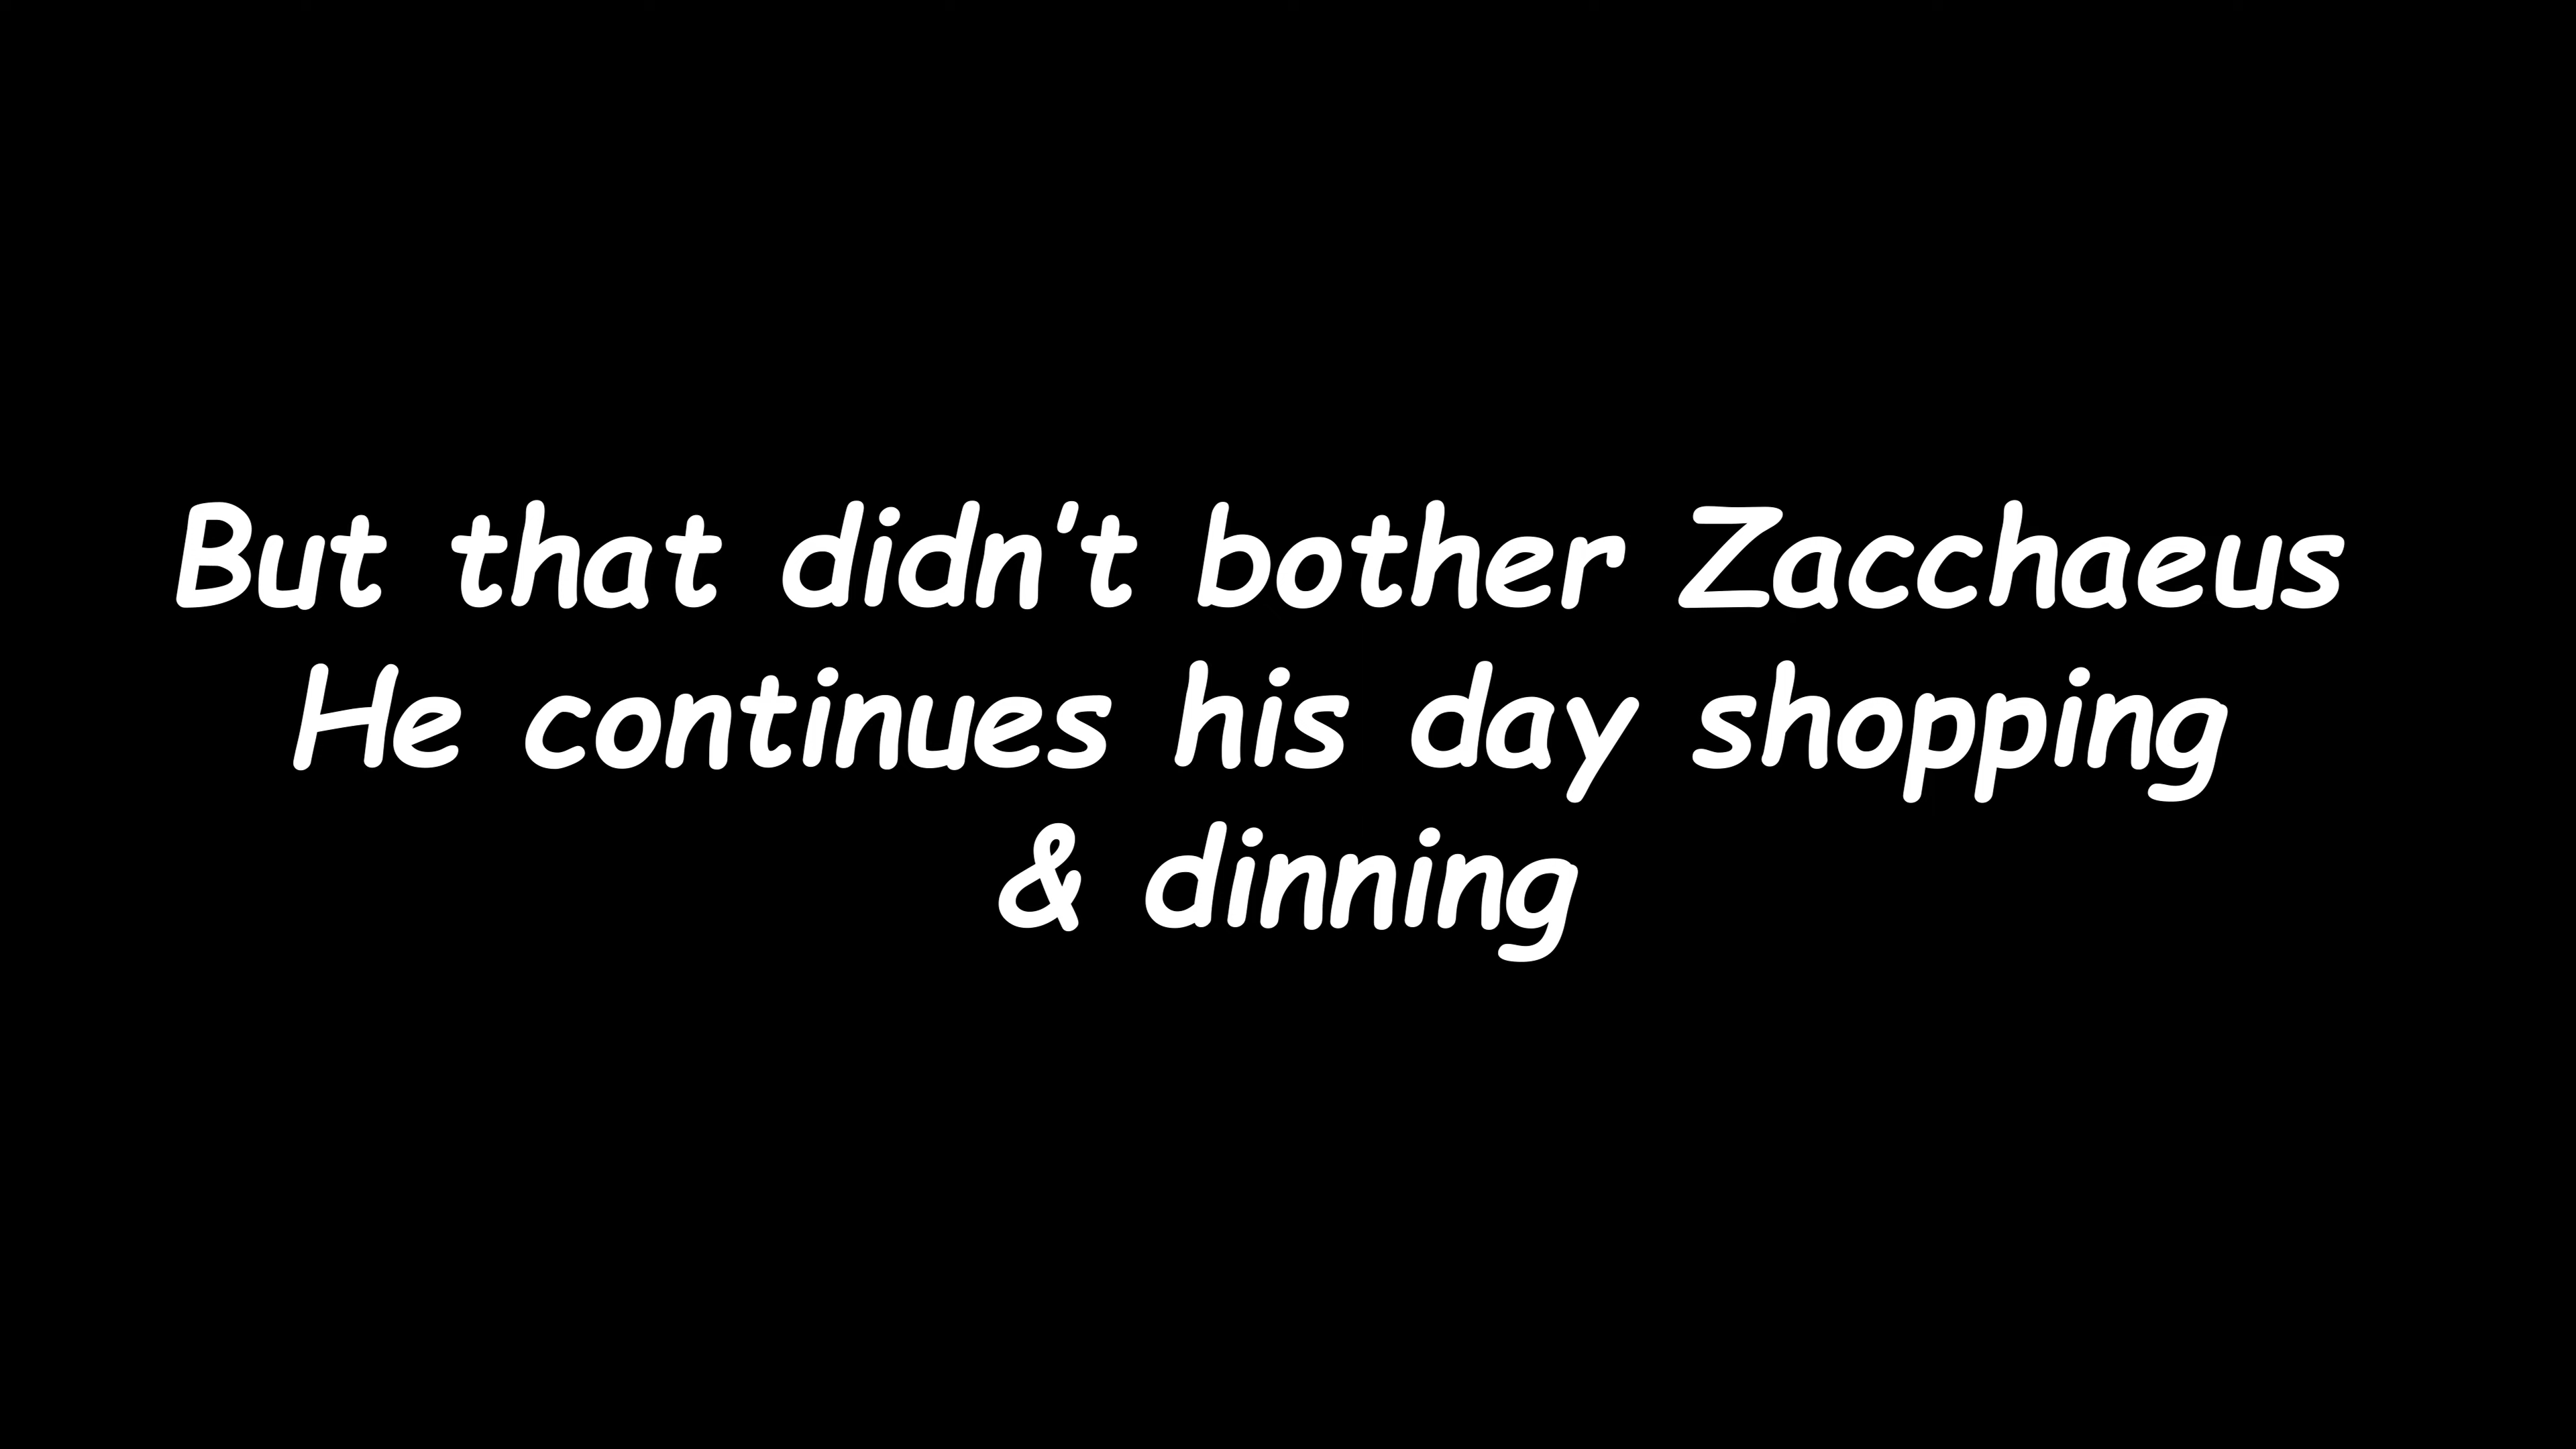 But that didn't bother Zacchaeus
He continues his day shopping
& dinning